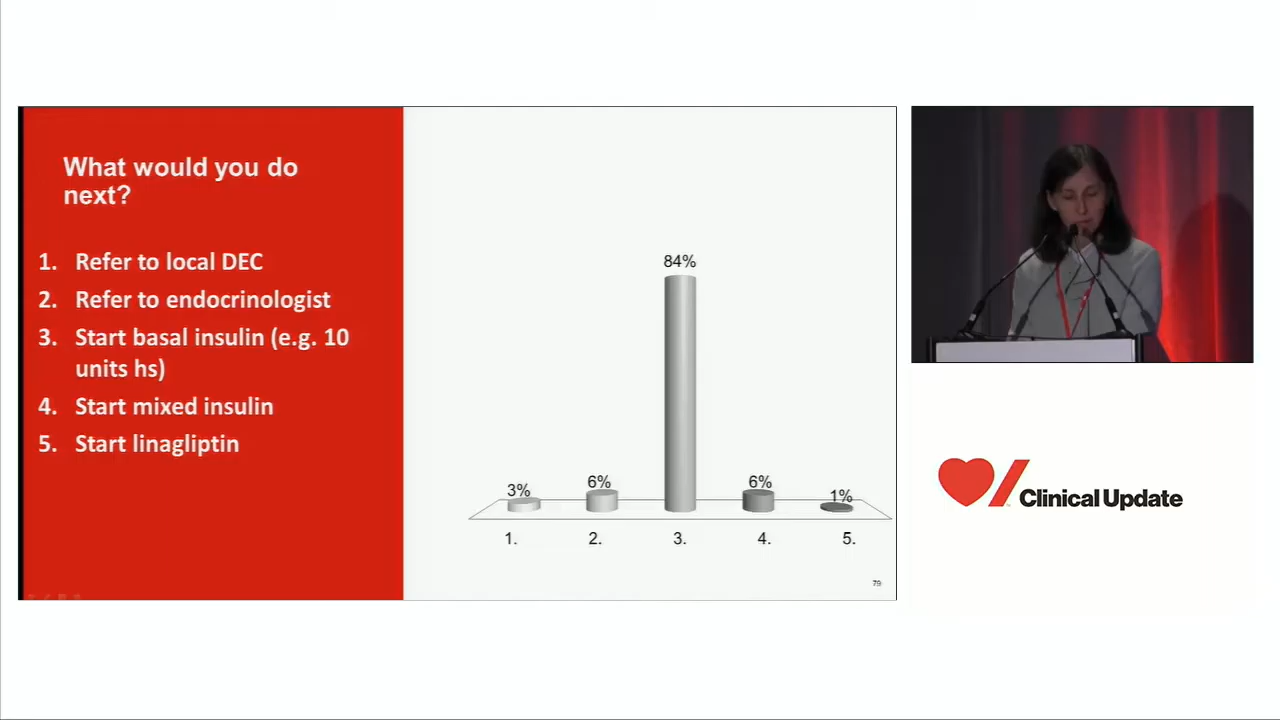 What would you do
next?
1. Refer to local DEC
2. Refer to endocrinologist
3. Start basal insulin (e.g. 10
units hs)
4. Start mixed insulin
5. Start linagliptin
84%
3%
6%
6%
1%
1.
2.
3.
4.
5.
79
Clinical Update